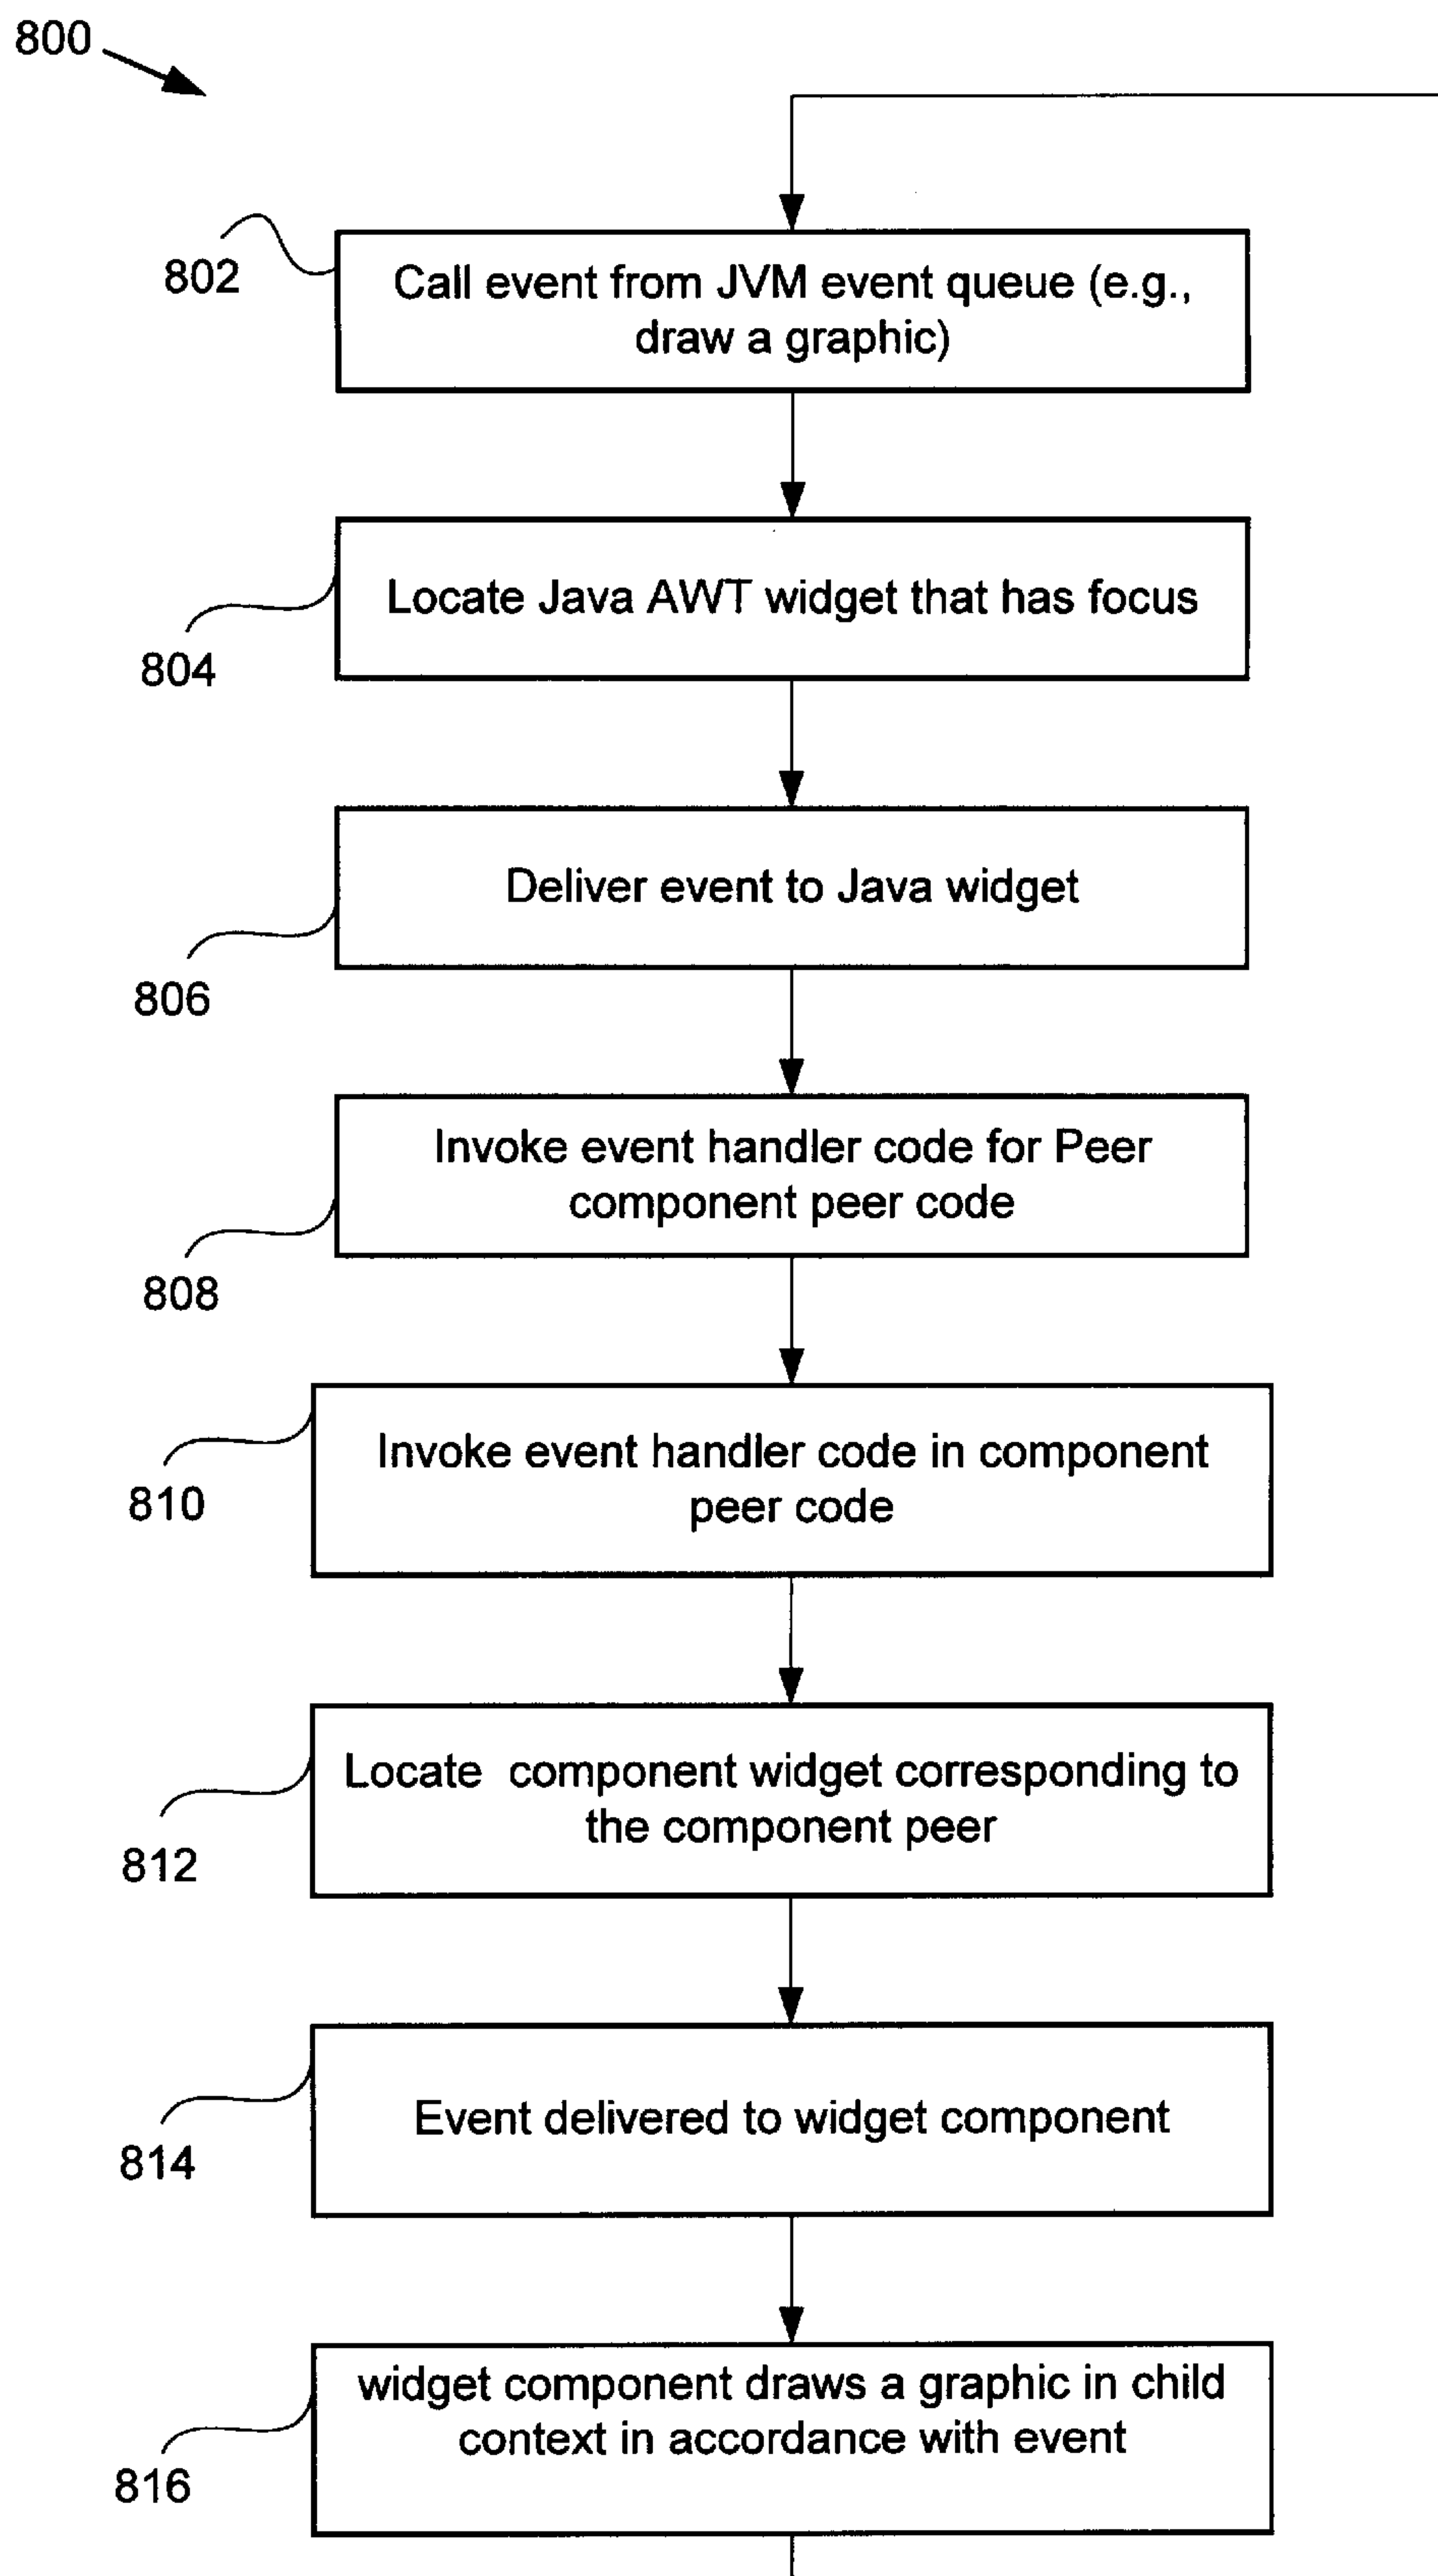 800
802
Call event from JVM event queue (e.g.,
draw a graphic)
Locate Java AWT widget that has focus
804
Deliver event to Java widget
806
Invoke event handler code for Peer
component peer code
808
Invoke event handler code in component
peer code
810
Locate component widget corresponding to
the component peer
812
Event delivered to widget component
814
widget component draws a graphic in child
context in accordance with event
816